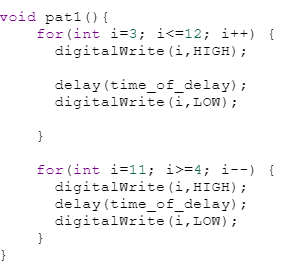 void pat1(){
    for(int i=3; i<=12; i++) {
      digitalWrite(i,HIGH);

      delay(time_of_delay);
      digitalWrite(i,LOW);

    }

    for(int i=11; i>=4; i--) {
      digitalWrite(i,HIGH);
      delay(time_of_delay);
      digitalWrite(i,LOW);
    }
}